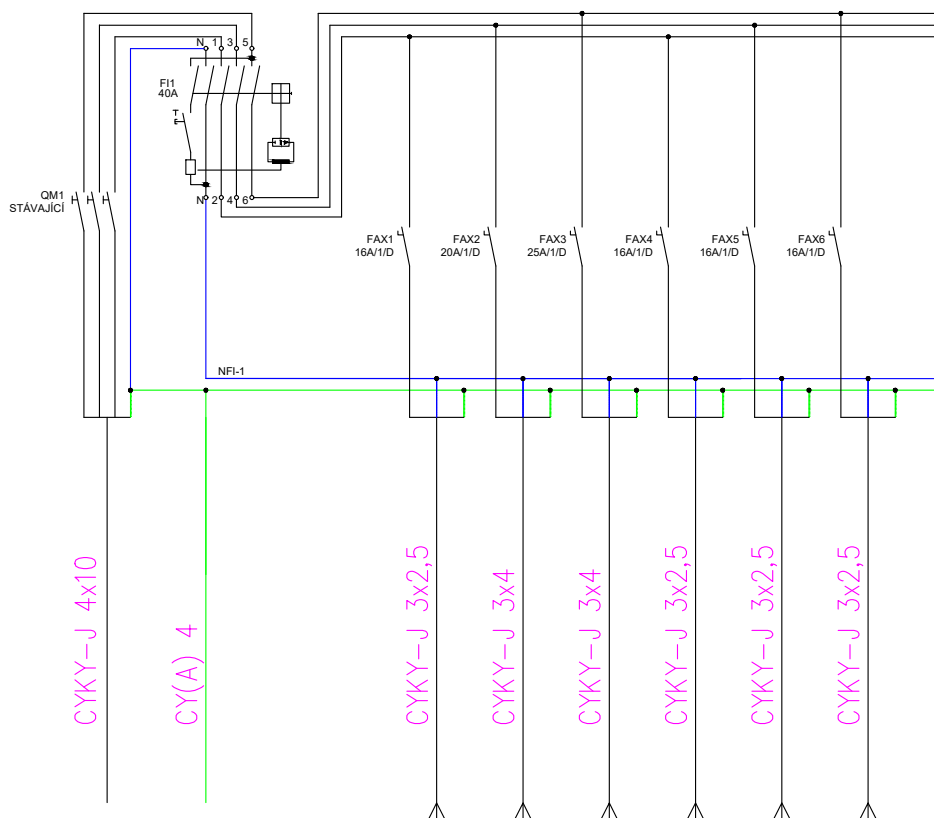 N 1 3 5
FI1
40A
QM1
STÁVAJÍCÍ
N 2 4 6
FAX1
16A/1/D
FAX2
20A/1/D
FAX3
25A/1/D
FAX4
16A/1/D
FAX5
16A/1/D
FAX6
16A/1/D
NFI-1
CYKY-J 4x10
CY(A) 4
CYKY-J 3x2,5
CYKY-J 3x4
CYKY-J 3x4
CYKY-J 3x2,5
CYKY-J 3x2,5
CYKY-J 3x2,5